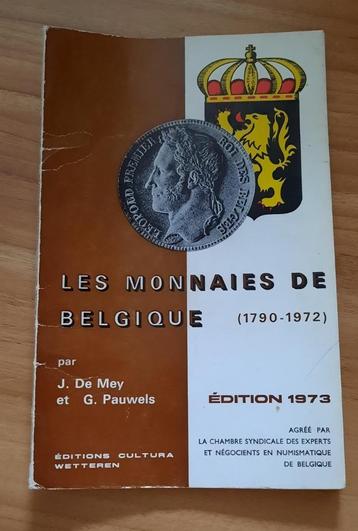 LEOPOLD PREMIER ROI DES BELGES
LES MONNAIES DE
BELGIQUE (1790-1972)
par
J. De Mey
et G. Pauwels
ÉDITION 1973
AGRÉÉ PAR
LA CHAMBRE SYNDICALE DES EXPERTS
ET NÉGOCIENTS EN NUMISMATIQUE
DE BELGIQUE
ÉDITIONS CULTURA
WETTEREN